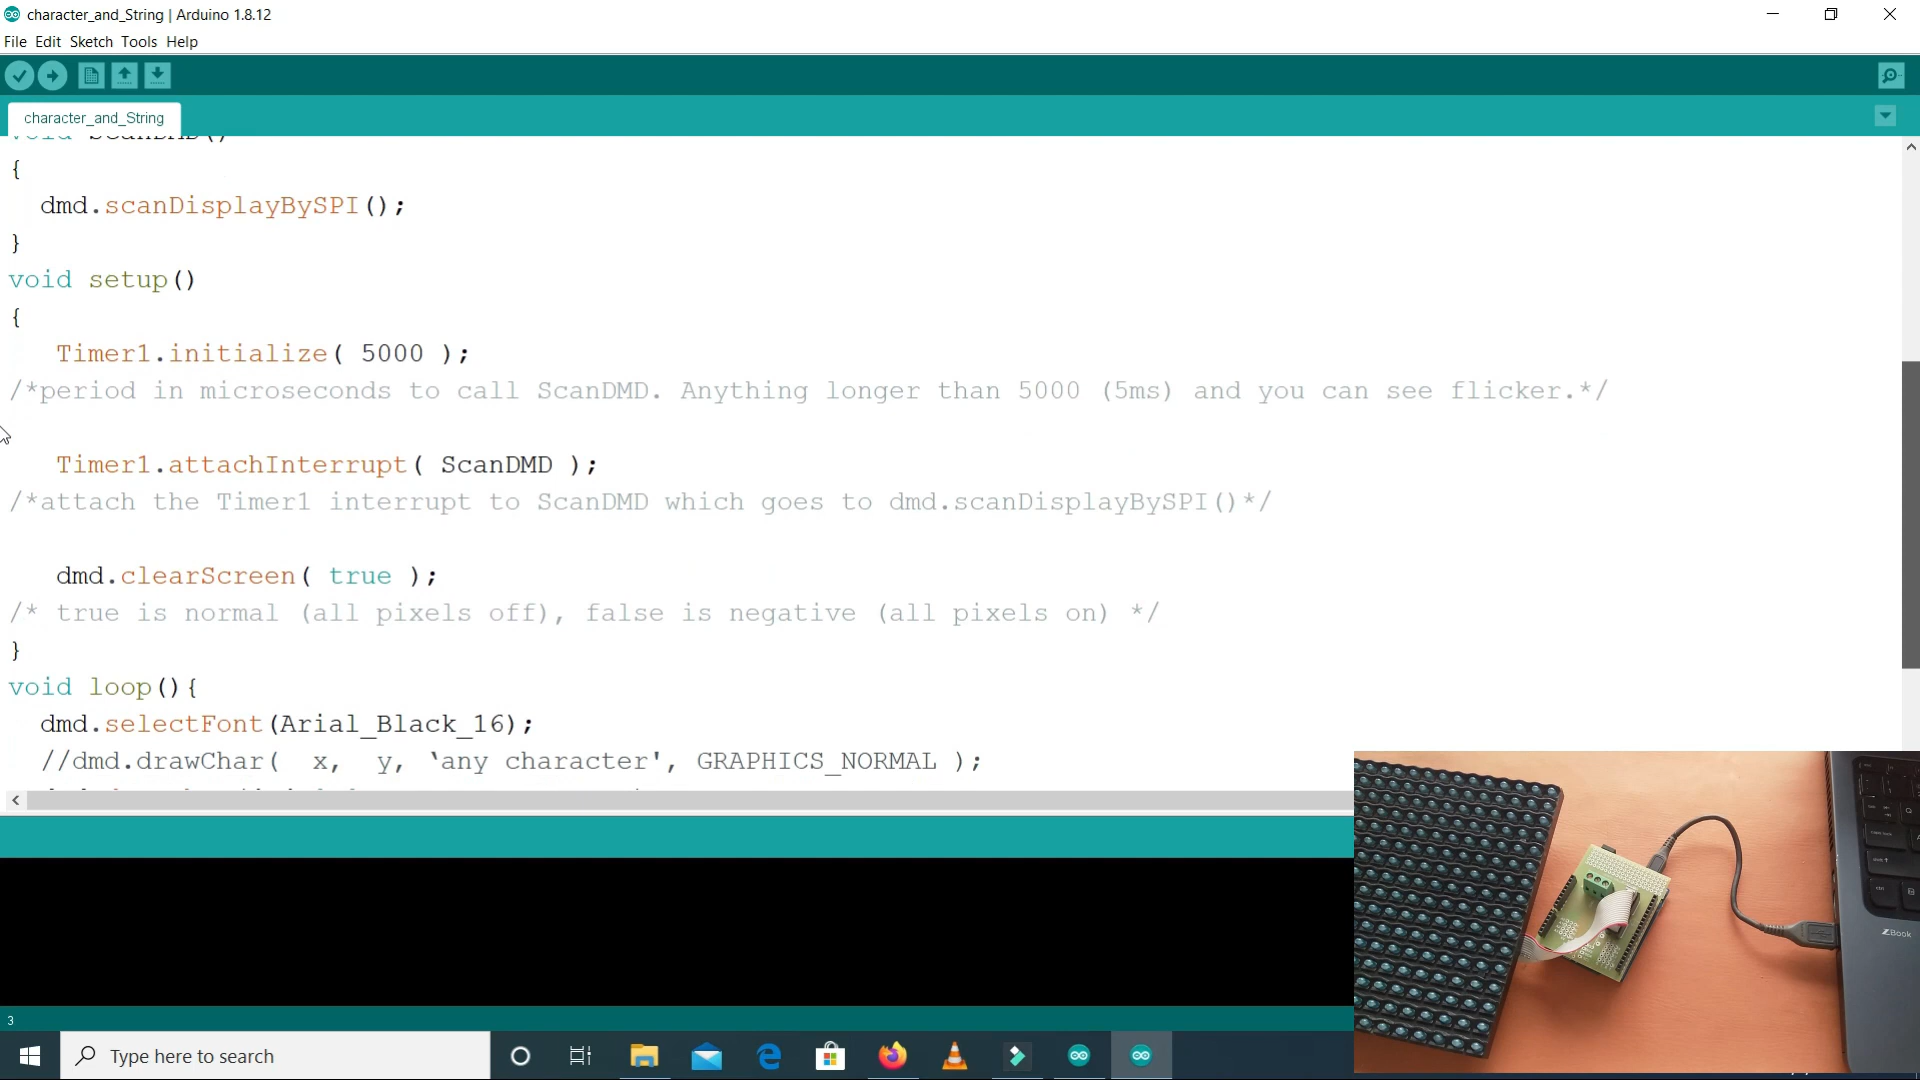 character_and_String | Arduino 1.8.12
File Edit Sketch Tools Help
character_and_String
void ScanDMD()
{
dmd.scanDisplayBySPI();
}
void setup()
{
Timer1.initialize( 5000 );
/*period in microseconds to call ScanDMD. Anything longer than 5000 (5ms) and you can see flicker.*/
Timer1.attachInterrupt( ScanDMD );
/*attach the Timer1 interrupt to ScanDMD which goes to dmd.scanDisplayBySPI()*/
dmd.clearScreen( true );
/* true is normal (all pixels off), false is negative (all pixels on) */
}
void loop(){
dmd.selectFont(Arial_Black_16);
//dmd.drawChar( x, y, ‘any character', GRAPHICS_NORMAL );
ZBook
3
Type here to search